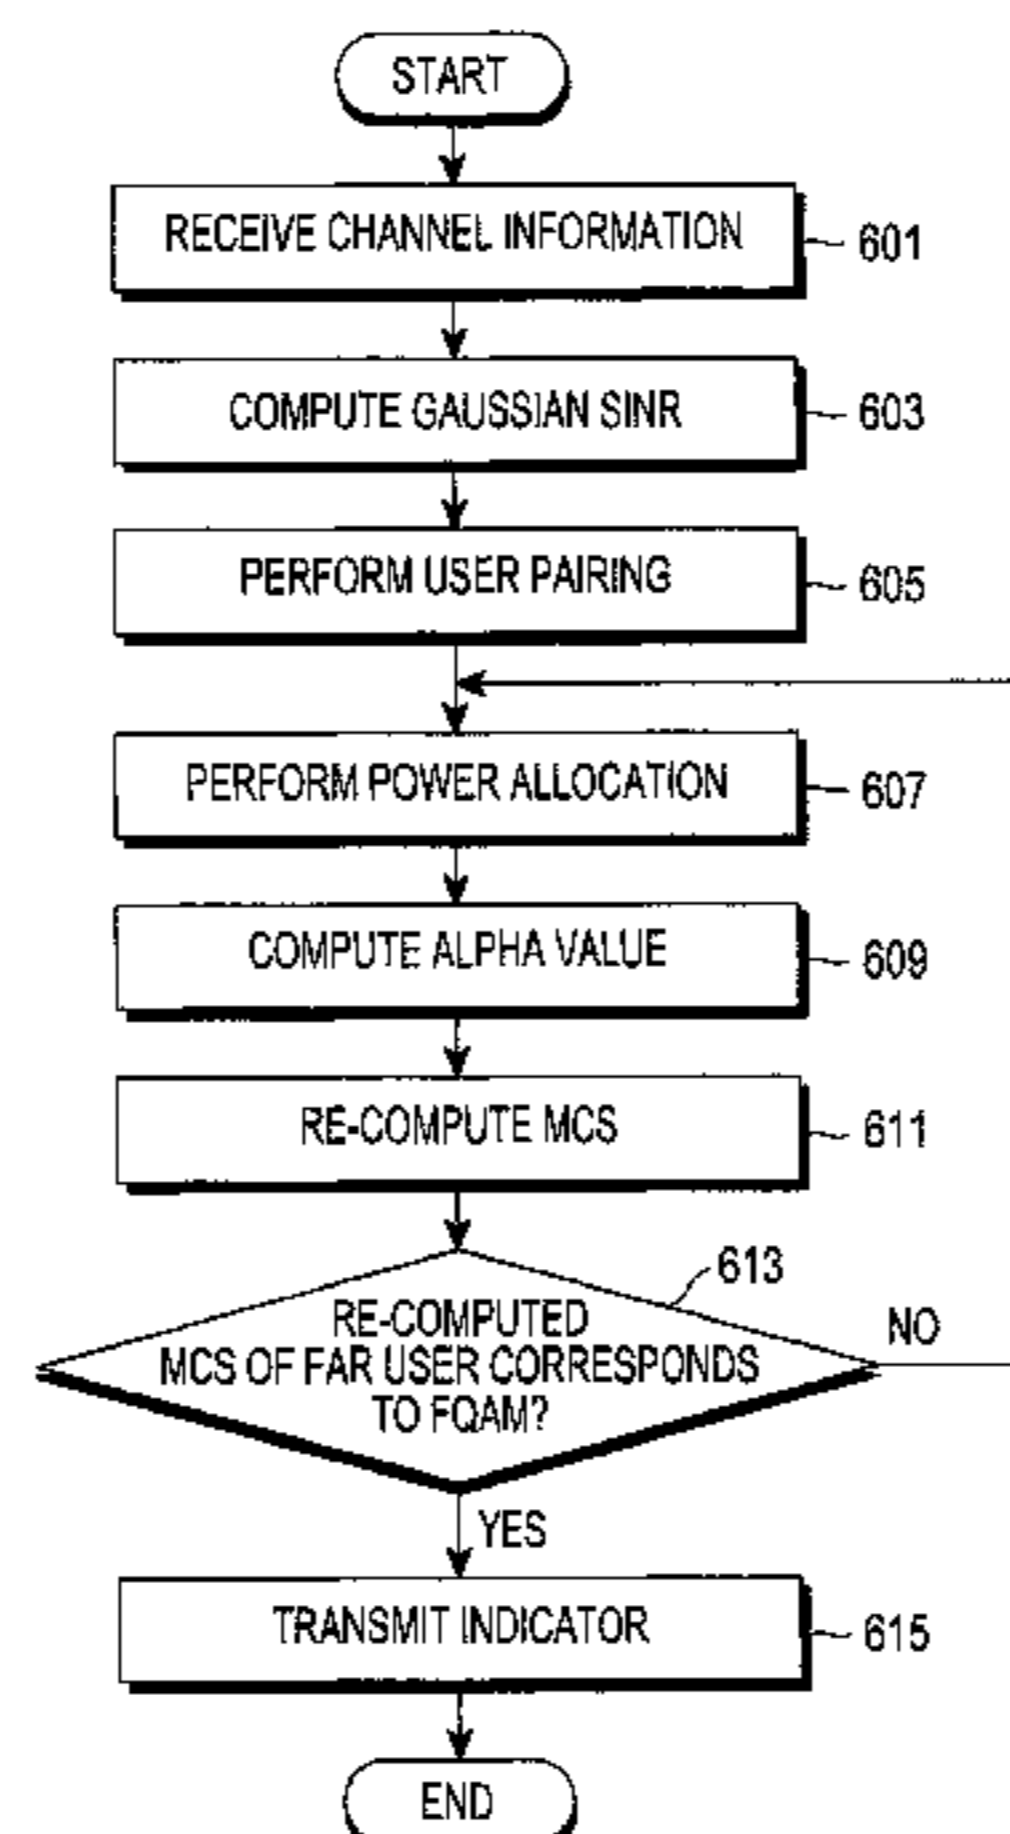 START
RECEIVE CHANNEL INFORMATION
601
COMPUTE GAUSSIAN SINR
603
PERFORM USER PAIRING
605
PERFORM POWER ALLOCATION
607
COMPUTE ALPHA VALUE
609
RE-COMPUTE MCS
611
613
RE-COMPUTED
MCS OF FAR USER CORRESPONDS
TO FQAM?
NO
YES
TRANSMIT INDICATOR
615
END